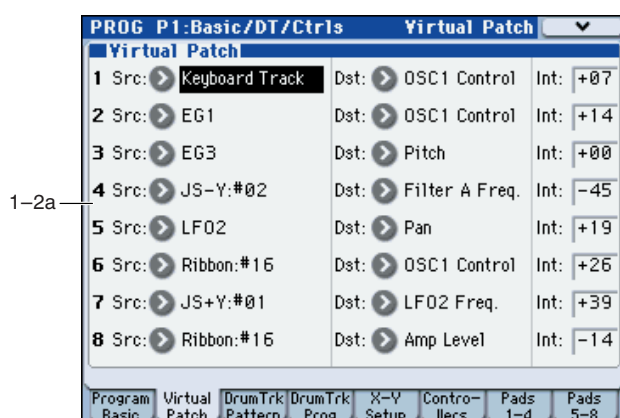 PROG P1:Basic/DT/Ctrls Virtual Patch
Virtual Patch
1 Src: Keyboard Track Dst: OSC1 Control Int: +07
2 Src: EG1 Dst: OSC1 Control Int: +14
3 Src: EG3 Dst: Pitch Int: +00
4 Src: JS-Y:#02 Dst: Filter A Freq. Int: -45
1-2a
5 Src: LFO2 Dst: Pan Int: +19
6 Src: Ribbon:#16 Dst: OSC1 Control Int: +26
7 Src: JS+Y:#01 Dst: LFO2 Freq. Int: +39
8 Src: Ribbon:#16 Dst: Amp Level Int: -14
Program Virtual DrumTrk DrumTrk X-Y Contro- Pads Pads
Basic Patch Pattern Prog Setup llers 1-4 5-8